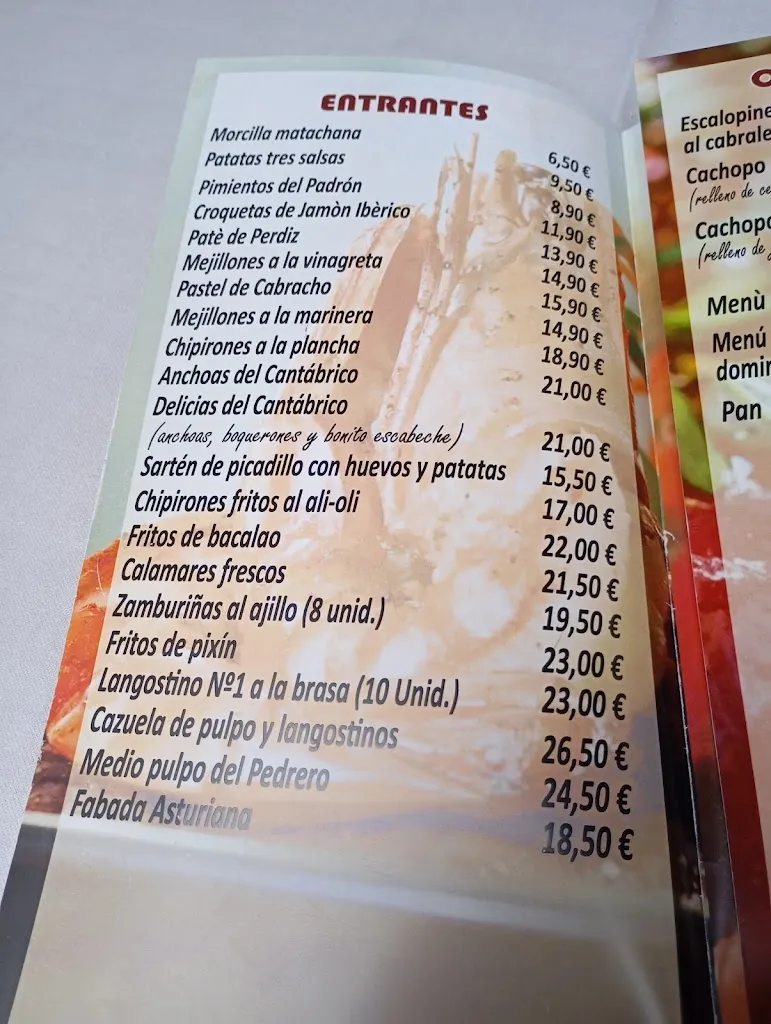 ENTRANTES
Morcilla matachana 6,50 €
Patatas tres salsas 9,50 €
Pimientos del Padrón 8,90 €
Croquetas de Jamòn Ibèrico 11,90 €
Patè de Perdiz 13,90 €
Mejillones a la vinagreta 14,90 €
Pastel de Cabracho 15,90 €
Mejillones a la marinera 14,90 €
Chipirones a la plancha 18,90 €
Anchoas del Cantábrico 21,00 €
Delicias del Cantábrico
(anchoas, boquerones y bonito escabeche) 21,00 €
Sartén de picadillo con huevos y patatas 15,50 €
Chipirones fritos al ali-oli 17,00 €
Fritos de bacalao 22,00 €
Calamares frescos 21,50 €
Zamburiñas al ajillo (8 unid.) 19,50 €
Fritos de pixín 23,00 €
Langostino Nº1 a la brasa (10 Unid.) 23,00 €
Cazuela de pulpo y langostinos 26,50 €
Medio pulpo del Pedrero 24,50 €
Fabada Asturiana 18,50 €
Escalopine
al cabrale
Cachopo
(relleno de ce
Cachopo
(relleno de
Menù
Menú
domin
Pan